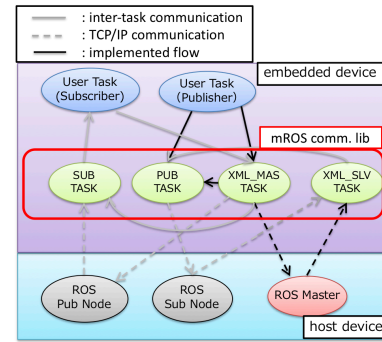 : inter-task communication
: TCP/IP communication
: implemented flow
embedded device
User Task
(Subscriber)
User Task
(Publisher)
mROS comm. lib
SUB
TASK
PUB
TASK
XML_MAS
TASK
XML_SLV
TASK
ROS
Pub Node
ROS
Sub Node
ROS Master
host device